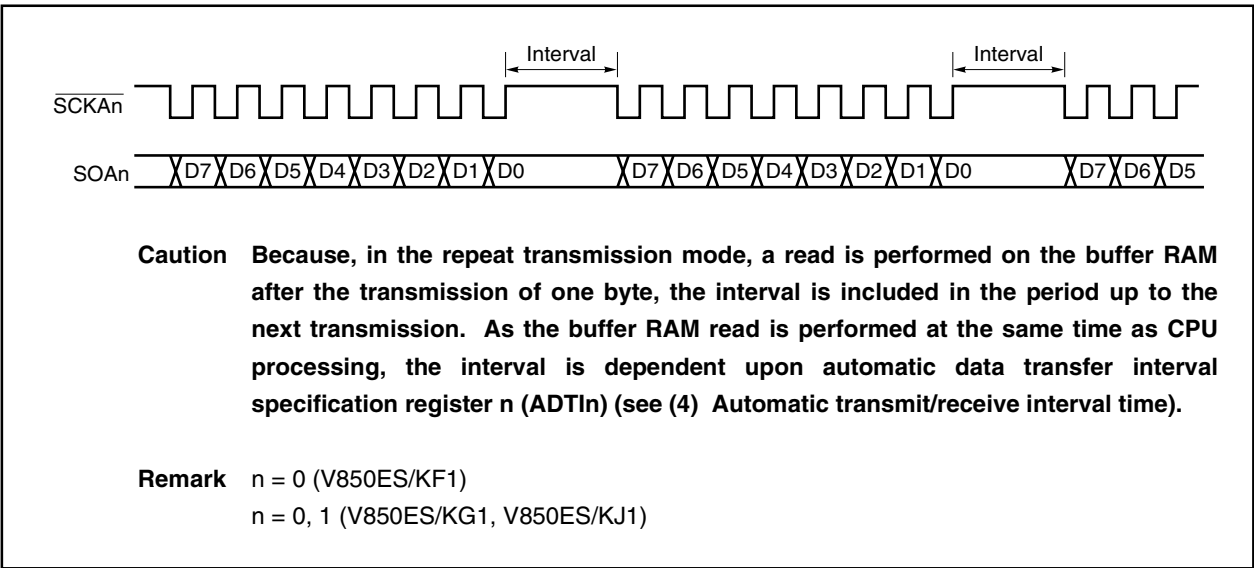 Interval Interval
SCKAn
SOAn D7 D6 D5 D4 D3 D2 D1 D0 D7 D6 D5 D4 D3 D2 D1 D0 D7 D6 D5
Caution Because, in the repeat transmission mode, a read is performed on the buffer RAM
after the transmission of one byte, the interval is included in the period up to the
next transmission. As the buffer RAM read is performed at the same time as CPU
processing, the interval is dependent upon automatic data transfer interval
specification register n (ADTIn) (see (4) Automatic transmit/receive interval time).
Remark n = 0 (V850ES/KF1)
n = 0, 1 (V850ES/KG1, V850ES/KJ1)